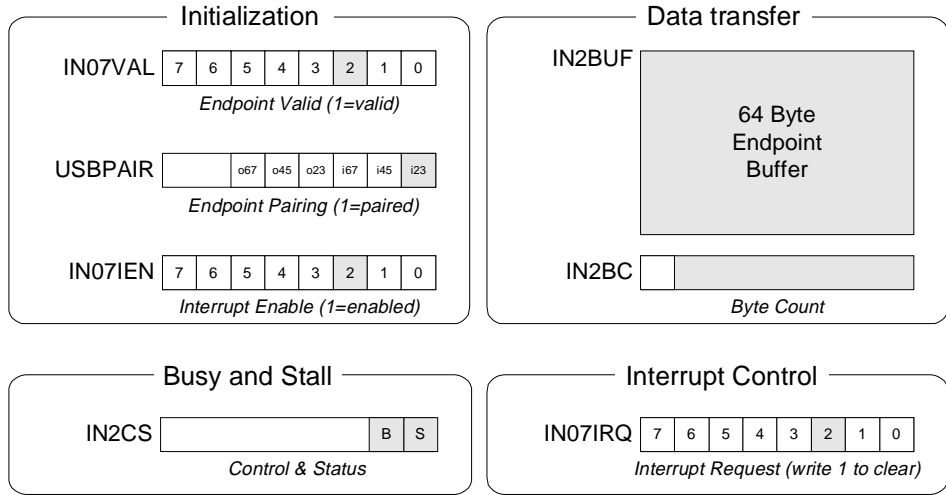 Initialization
IN07VAL 7 6 5 4 3 2 1 0
Endpoint Valid (1=valid)
USBPAIR o67 o45 o23 i67 i45 i23
Endpoint Pairing (1=paired)
IN07IEN 7 6 5 4 3 2 1 0
Interrupt Enable (1=enabled)
Data transfer
IN2BUF
64 Byte
Endpoint
Buffer
IN2BC
Byte Count
Busy and Stall
IN2CS B S
Control & Status
Interrupt Control
IN07IRQ 7 6 5 4 3 2 1 0
Interrupt Request (write 1 to clear)